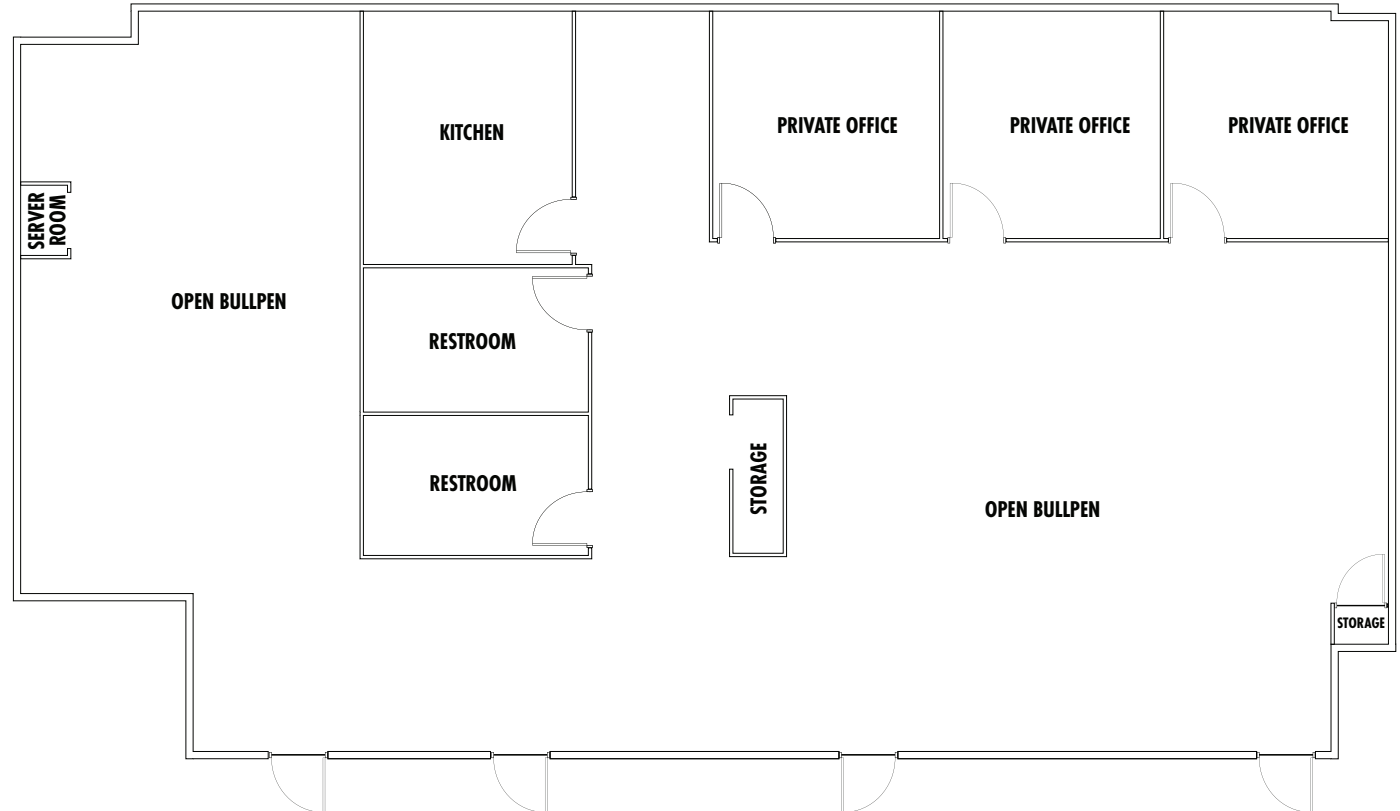 KITCHEN
PRIVATE OFFICE
PRIVATE OFFICE
PRIVATE OFFICE
SERVER
ROOM
OPEN BULLPEN
RESTROOM
RESTROOM
STORAGE
OPEN BULLPEN
STORAGE